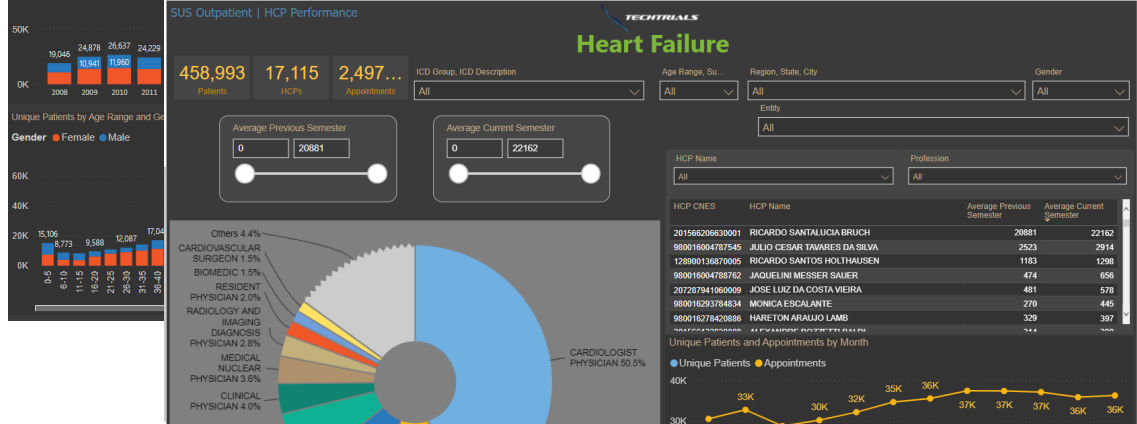 50K
19,046
24,878
26,637
24,229
10,941
11,960
0K
2008 2009 2010 2011
Unique Patients by Age Range and Ge
Gender Female Male
60K
40K
20K
15,106
8,773
9,588
12,087
17,04
0K
0-5 6-10 11-15 16-20 21-25 26-30 31-35 36-40
SUS Outpatient | HCP Performance
TECHTRIALS
Heart Failure
458,993
Patients
17,115
HCPs
2,497...
Appointments
ICD Group, ICD Description
All
Age Range, Su...
All
Region, State, City
All
Gender
All
Entity
All
Average Previous Semester
0 20881
Average Current Semester
0 22162
HCP Name
All
Profession
All
Others 4.4%
CARDIOVASCULAR
SURGEON 1.5%
BIOMEDIC 1.5%
RESIDENT
PHYSICIAN 2.0%
RADIOLOGY AND
IMAGING
DIAGNOSIS
PHYSICIAN 2.8%
MEDICAL
NUCLEAR
PHYSICIAN 3.6%
CLINICAL
PHYSICIAN 4.0%
CARDIOLOGIST
PHYSICIAN 50.5%
HCP CNES HCP Name Average Previous Semester Average Current Semester
201566206630001 RICARDO SANTALUCIA BRUCH 20881 22162
980016004787545 JULIO CESAR TAVARES DA SILVA 2523 2914
128900136870005 RICARDO SANTOS HOLTHAUSEN 1183 1298
980016004788762 JAQUELINI MESSER SAUER 474 656
207287941060009 JOSE LUIZ DA COSTA VIEIRA 481 578
980016293784834 MONICA ESCALANTE 270 445
980016278420886 HARETON ARAUJO LAMB 329 397
Unique Patients and Appointments by Month
Unique Patients Appointments
40K
33K
30K
32K
35K
36K
37K
37K
37K
36K
36K
30K